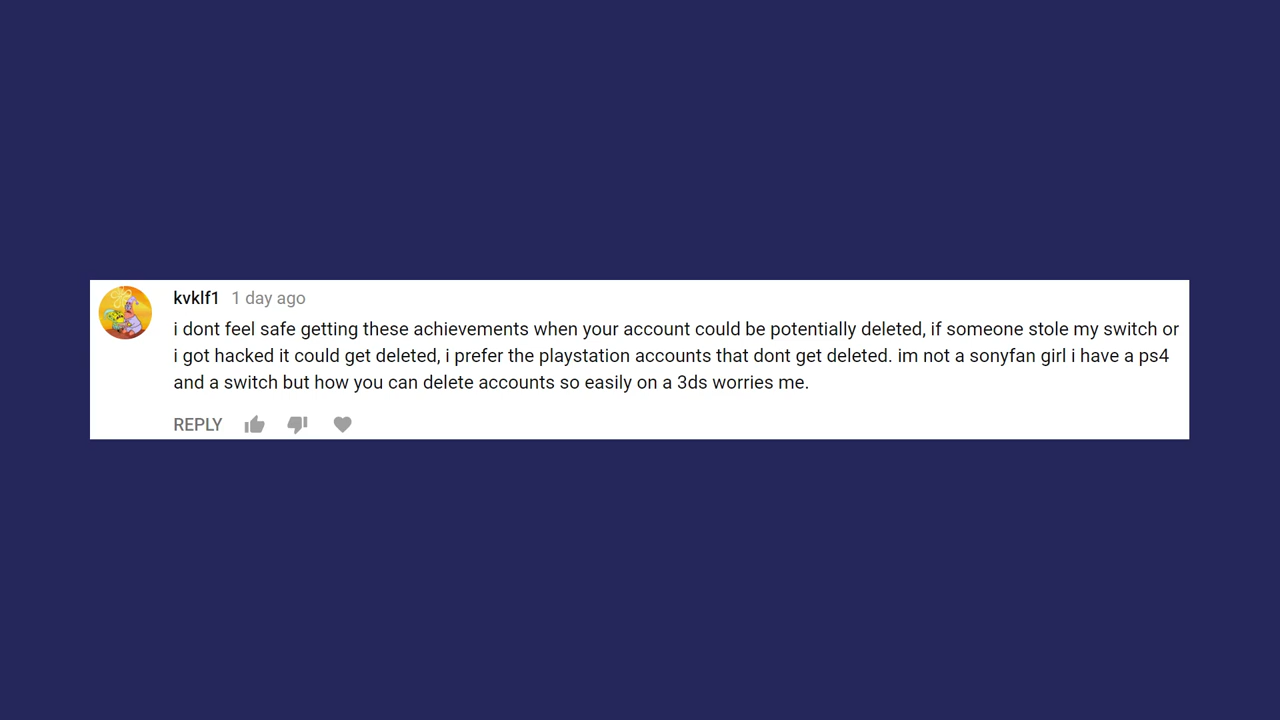 kvklf1 1 day ago
i dont feel safe getting these achievements when your account could be potentially deleted, if someone stole my switch or
i got hacked it could get deleted, i prefer the playstation accounts that dont get deleted. im not a sonyfan girl i have a ps4
and a switch but how you can delete accounts so easily on a 3ds worries me.
REPLY